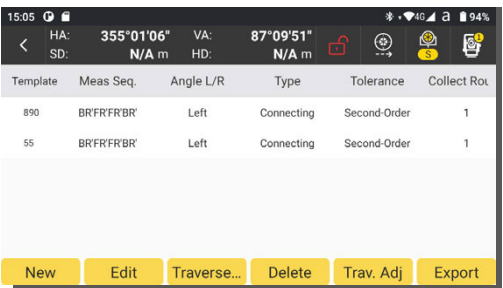 15:05 4G a 94%
HA: 355°01'06" VA: 87°09'51"
SD: N/A m HD: N/A m
S
Template Meas Seq. Angle L/R Type Tolerance Collect Rou
890 BR'FR'FR'BR' Left Connecting Second-Order 1
55 BR'FR'FR'BR' Left Connecting Second-Order 1
New Edit Traverse... Delete Trav. Adj Export